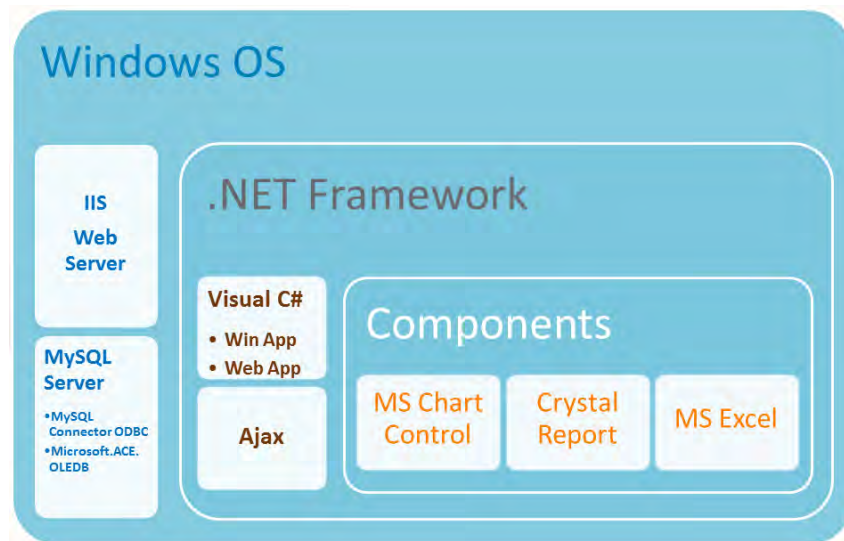 Windows OS
IIS
Web
Server
MySQL
Server
•MySQL
Connector ODBC
•Microsoft.ACE.
OLEDB
.NET Framework
Visual C#
• Win App
• Web App
Ajax
Components
MS Chart
Control
Crystal
Report
MS Excel